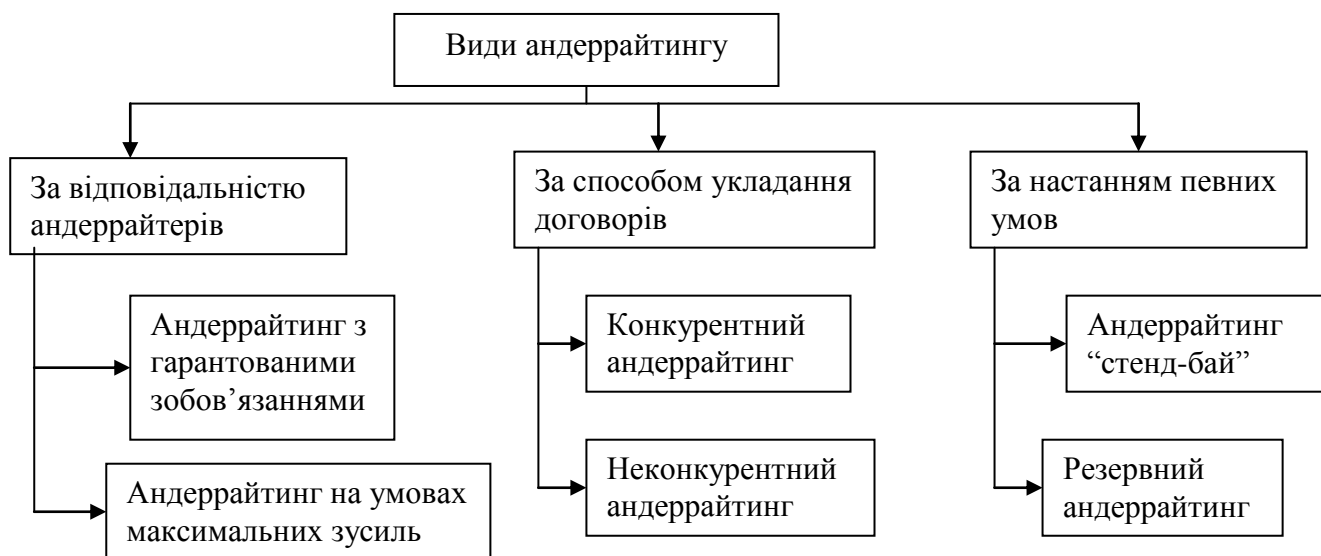 Види андеррайтингу
За відповідальністю
андеррайтерів
Андеррайтинг з
гарантованими
зобов’язаннями
Андеррайтинг на умовах
максимальних зусиль
За способом укладання
договорів
Конкурентний
андеррайтинг
Неконкурентний
андеррайтинг
За настанням певних
умов
Андеррайтинг
“стенд-бай”
Резервний
андеррайтинг